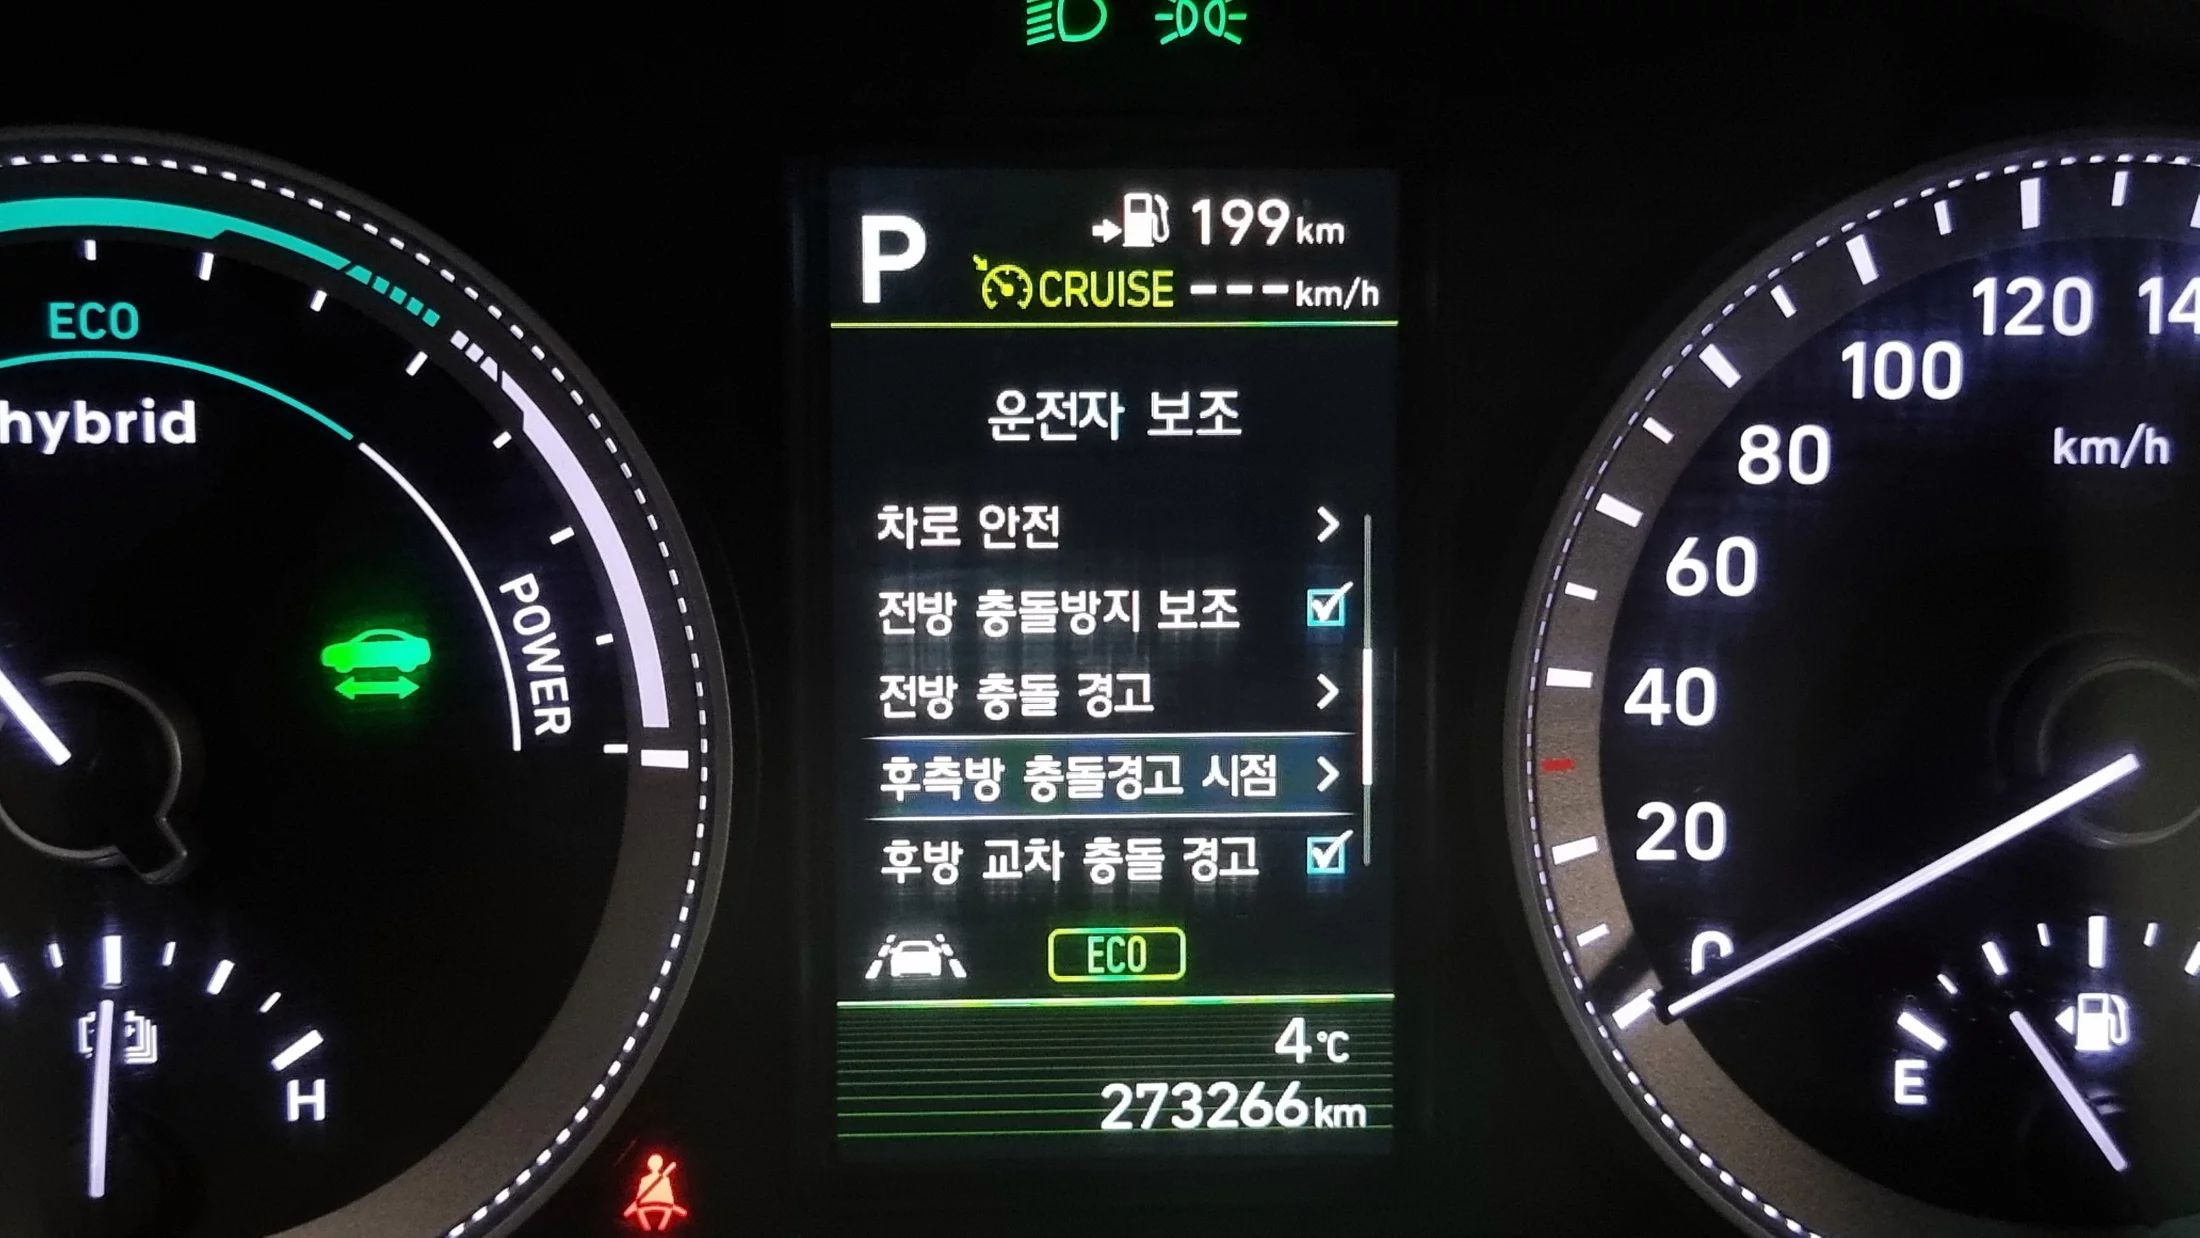 P
199km
CRUISE ---km/h
운전자 보조
차로 안전
전방 충돌방지 보조
전방 충돌 경고
후측방 충돌경고 시점
후방 교차 충돌 경고
ECO
4°C
273266km
ECO
hybrid
POWER
H
120
100
80
60
40
20
0
km/h
E